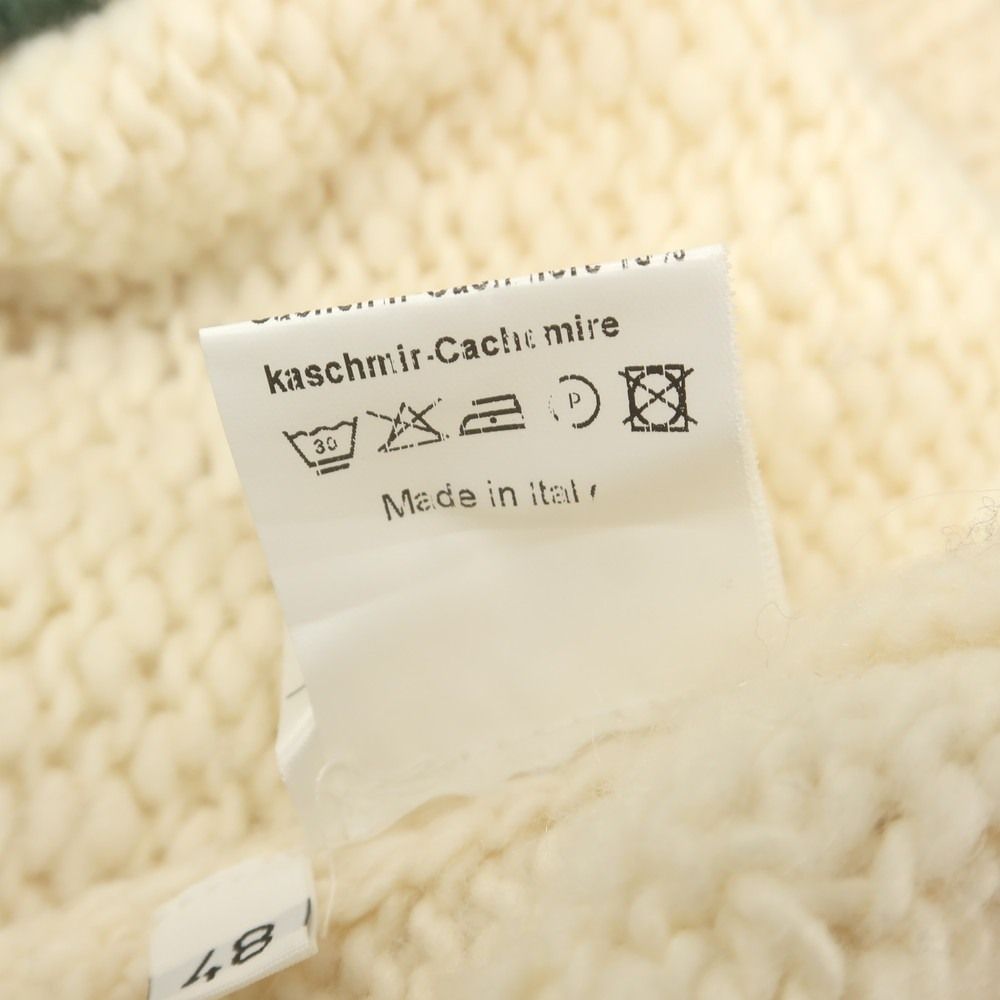 kaschmir-Cachemire
30
P
Made in Italy
48